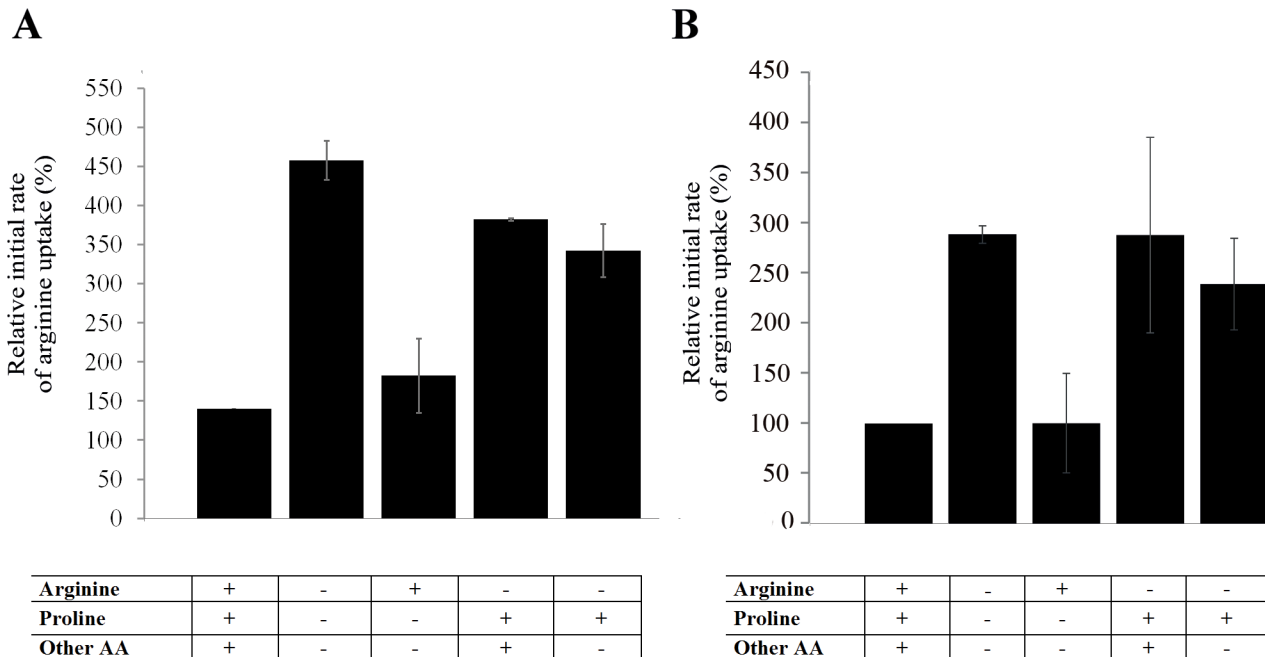 A
Relative initial rate
of arginine uptake (%)
550
500
450
400
350
300
250
200
150
100
50
0
Arginine + - + - -
Proline + - - + +
Other AA + - - + -
B
Relative initial rate
of arginine uptake (%)
450
400
350
300
250
200
150
100
50
0
Arginine + - + - -
Proline + - - + +
Other AA + - - + -